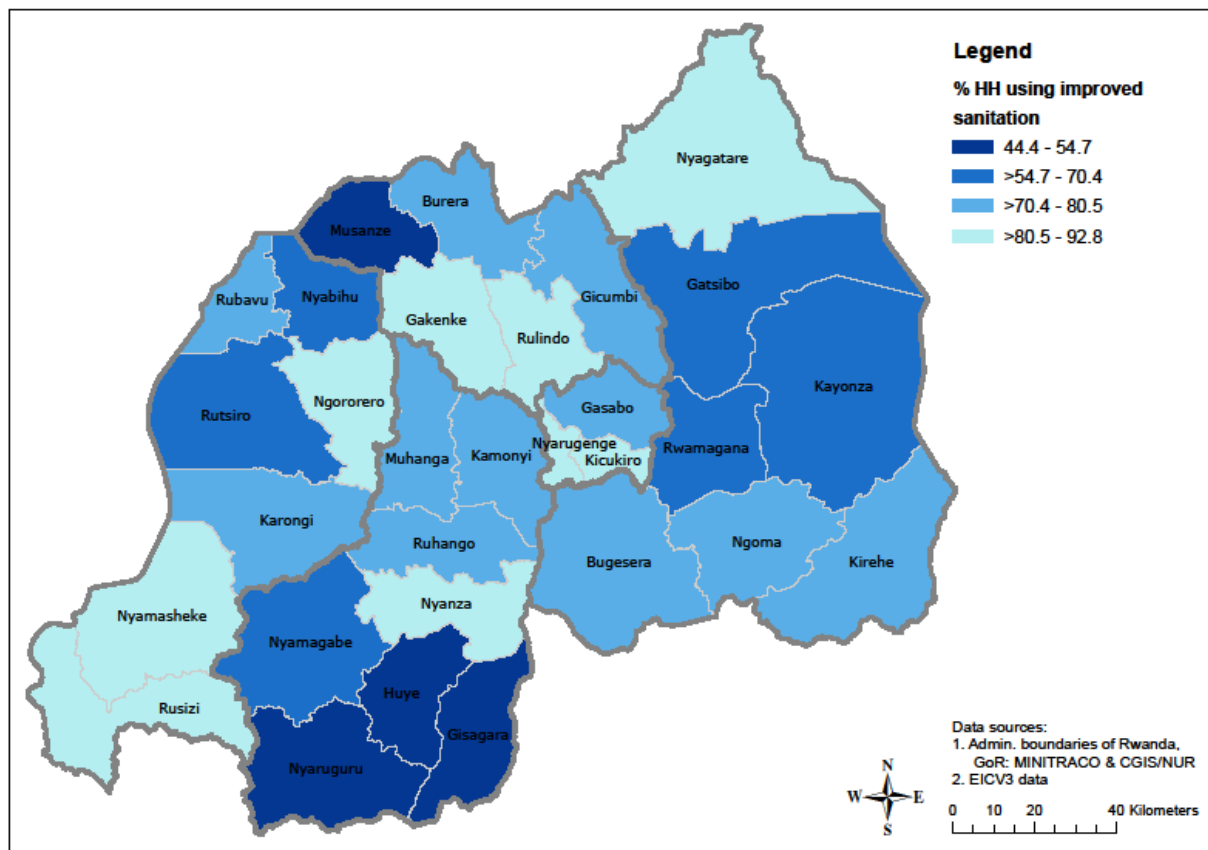 Legend
% HH using improved
sanitation
44.4 - 54.7
>54.7 - 70.4
>70.4 - 80.5
>80.5 - 92.8
Nyagatare
Burera
Musanze
Gatsibo
Rubavu
Nyabihu
Gicumbi
Gakenke
Rulindo
Kayonza
Ngororero
Gasabo
Rutsiro
Nyarugenge
Rwamagana
Kicukiro
Muhanga
Kamonyi
Karongi
Ruhango
Ngoma
Bugesera
Kirehe
Nyamasheke
Nyanza
Nyamagabe
Huye
Rusizi
Gisagara
Nyaruguru
Data sources:
1. Admin. boundaries of Rwanda,
GoR: MINITRACO & CGIS/NUR
2. EICV3 data
N
W E
S
0 10 20 40 Kilometers